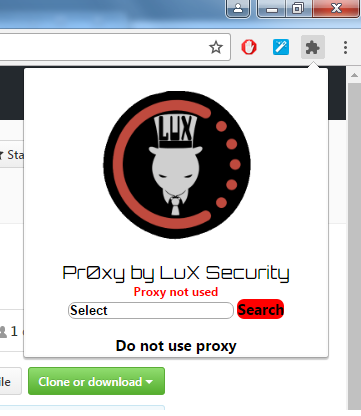 Sta
LUX
Pr0xy by LuX Security
Proxy not used
Select Search
1
Do not use proxy
ile Clone or download